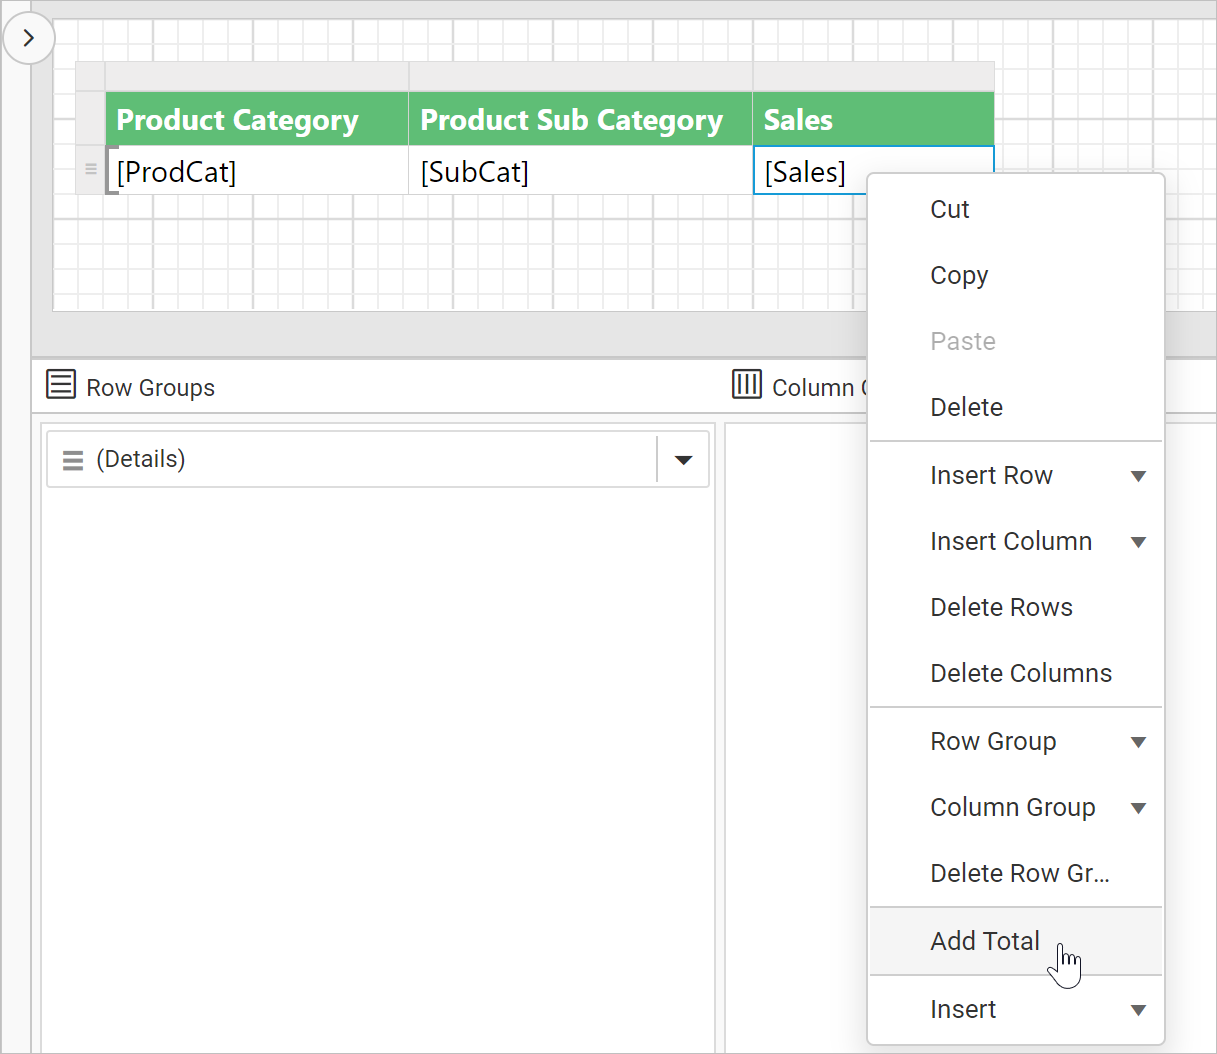 Product Category Product Sub Category Sales
[ProdCat] [SubCat] [Sales]
Cut
Copy
Paste
Delete
Insert Row
Insert Column
Delete Rows
Delete Columns
Row Group
Column Group
Delete Row Gr...
Add Total
Insert
Row Groups
Column
(Details)